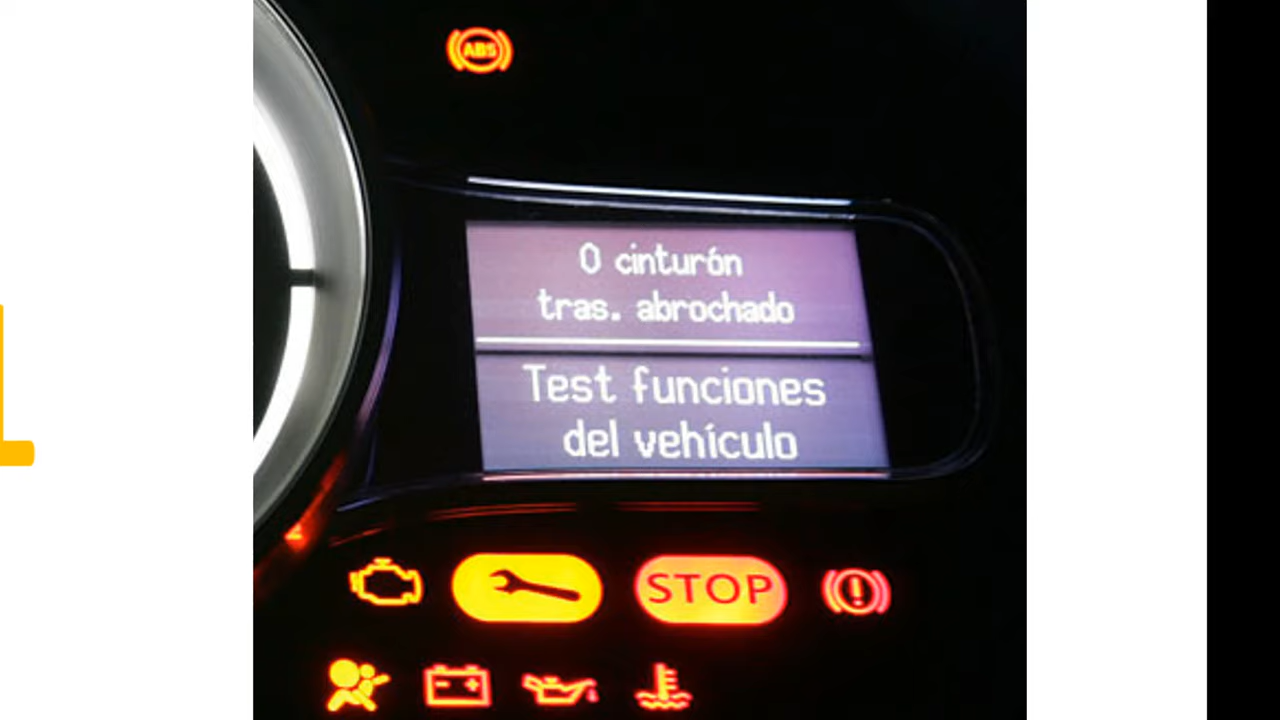 ABS
0 cinturón
tras. abrochado
Test funciones
del vehículo
STOP